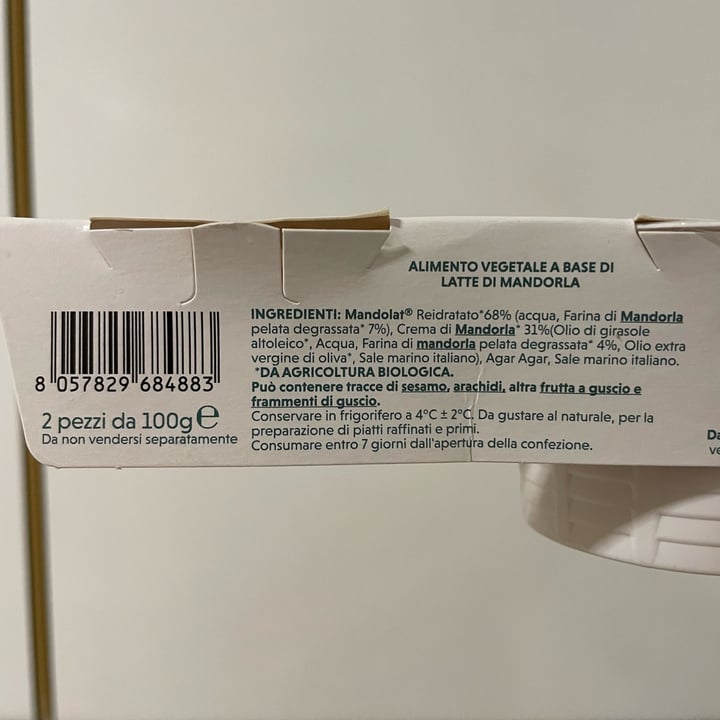 ALIMENTO VEGETALE A BASE DI
LATTE DI MANDORLA
INGREDIENTI: Mandolat® Reidratato*68% (acqua, Farina di Mandorla
pelata degrassata* 7%), Crema di Mandorla* 31%(Olio di girasole
altoleico*, Acqua, Farina di mandorla pelata degrassata* 4%, Olio extra
vergine di oliva*, Sale marino italiano), Agar Agar, Sale marino italiano.
*DA AGRICOLTURA BIOLOGICA.
Può contenere tracce di sesamo, arachidi, altra frutta a guscio e
frammenti di guscio.
Conservare in frigorifero a 4°C ± 2°C. Da gustare al naturale, per la
preparazione di piatti raffinati e primi.
Consumare entro 7 giorni dall'apertura della confezione.
8 057829 684883
2 pezzi da 100g e
Da non vendersi separatamente
Da
ve